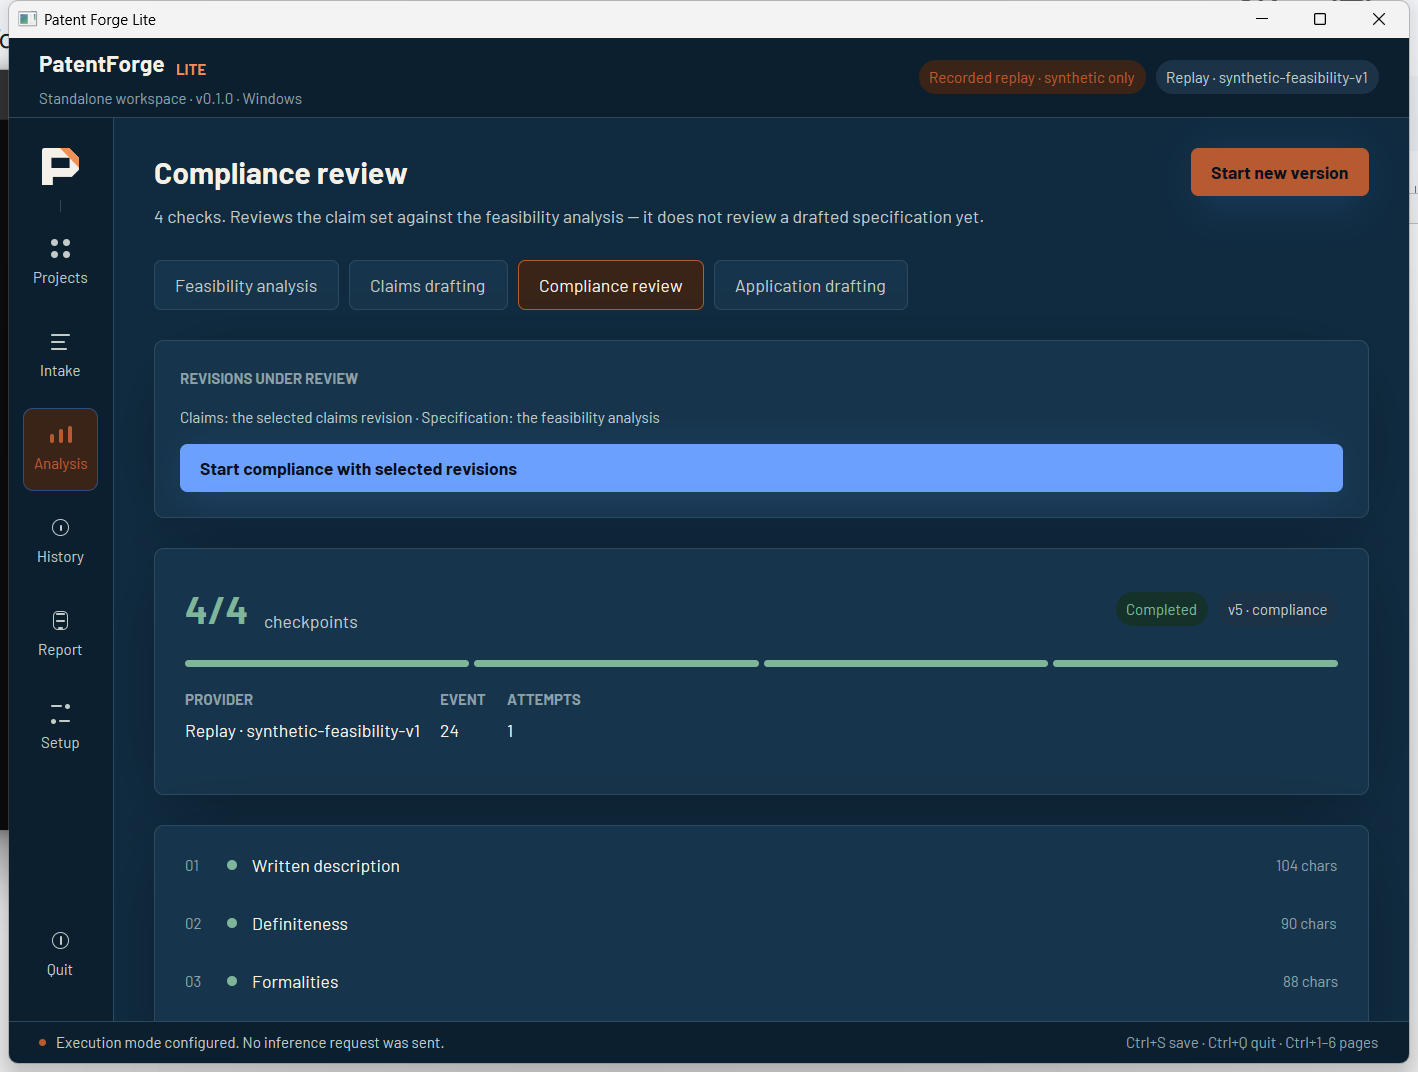 Patent Forge Lite
PatentForge LITE
Standalone workspace · v0.1.0 · Windows
Recorded replay · synthetic only
Replay · synthetic-feasibility-v1
Projects
Intake
Analysis
History
Report
Setup
Quit
Compliance review
Start new version
4 checks. Reviews the claim set against the feasibility analysis — it does not review a drafted specification yet.
Feasibility analysis
Claims drafting
Compliance review
Application drafting
REVISIONS UNDER REVIEW
Claims: the selected claims revision · Specification: the feasibility analysis
Start compliance with selected revisions
4/4 checkpoints
Completed
v5 · compliance
PROVIDER EVENT ATTEMPTS
Replay · synthetic-feasibility-v1 24 1
01 Written description 104 chars
02 Definiteness 90 chars
03 Formalities 88 chars
Execution mode configured. No inference request was sent.
Ctrl+S save · Ctrl+Q quit · Ctrl+1–6 pages